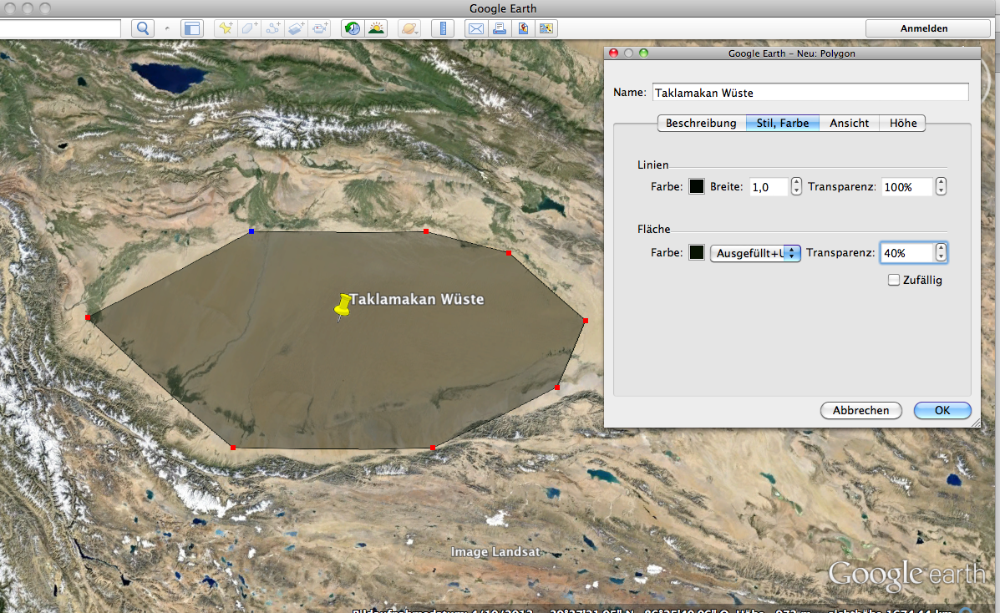 Google Earth
Anmelden
Google Earth – Neu: Polygon
Name: Taklamakan Wüste
Beschreibung Stil, Farbe Ansicht Höhe
Linien
Farbe: Breite: 1,0 Transparenz: 100%
Fläche
Farbe: Ausgefüllt+U Transparenz: 40%
Zufällig
Abbrechen OK
Taklamakan Wüste
Image Landsat
Google earth